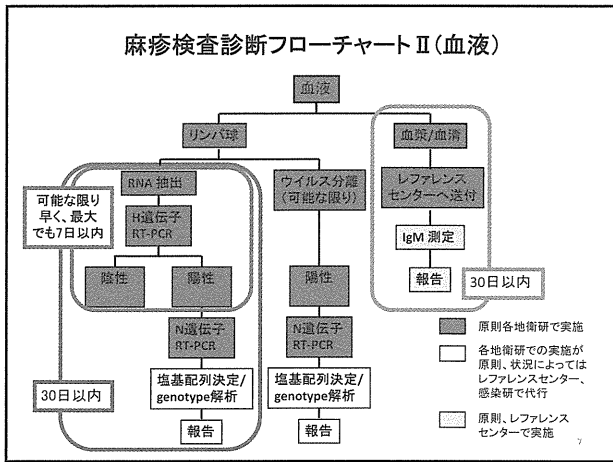 麻疹検査診断フローチャートⅡ(血液)
血液
リンパ球
血漿/血清
RNA 抽出
ウイルス分離
(可能な限り)
レファレンス
センターへ送付
可能な限り
早く、最大
でも7日以内
H遺伝子
RT-PCR
IgM 測定
陰性
陽性
陽性
報告
30日以内
N遺伝子
RT-PCR
N遺伝子
RT-PCR
原則各地衛研で実施
各地衛研での実施が
原則、状況によっては
レファレンスセンター、
感染研で代行
30日以内
塩基配列決定/
genotype解析
塩基配列決定/
genotype解析
報告
報告
原則、レファレンス
センターで実施
7